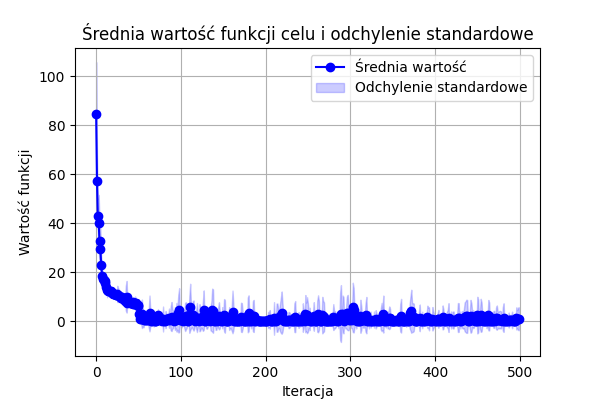 Średnia wartość funkcji celu i odchylenie standardowe
Średnia wartość
Odchylenie standardowe
Wartość funkcji
100
80
60
40
20
0
0 100 200 300 400 500
Iteracja